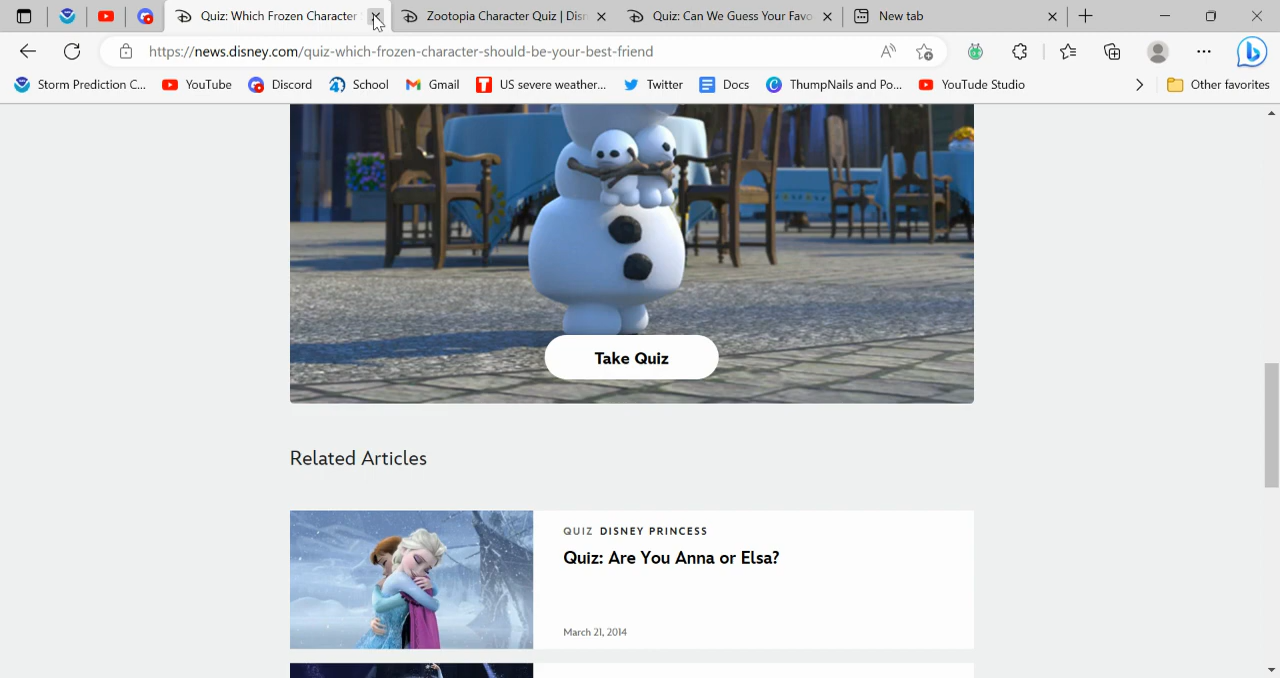 Quiz: Which Frozen Character
Zootopia Character Quiz | Disn
Quiz: Can We Guess Your Favo
New tab
https://news.disney.com/quiz-which-frozen-character-should-be-your-best-friend
Storm Prediction C...
YouTube
Discord
School
Gmail
US severe weather...
Twitter
Docs
ThumpNails and Po...
YouTude Studio
Other favorites
Take Quiz
Related Articles
QUIZ DISNEY PRINCESS
Quiz: Are You Anna or Elsa?
March 21, 2014